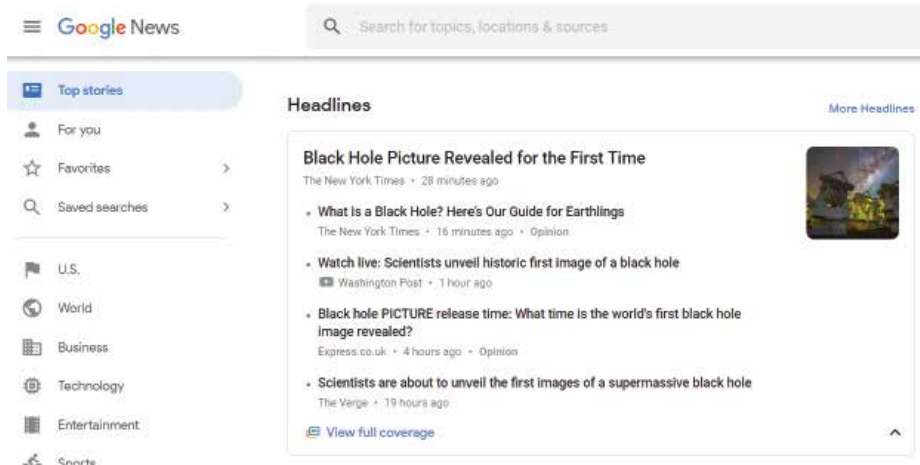 Google News
Search for topics, locations & sources
Top stories
For you
Favorites
Saved searches
U.S.
World
Business
Technology
Entertainment
Sports
Headlines
More Headlines
Black Hole Picture Revealed for the First Time
The New York Times • 28 minutes ago
• What Is a Black Hole? Here's Our Guide for Earthlings
The New York Times • 16 minutes ago • Opinion
• Watch live: Scientists unveil historic first image of a black hole
Washington Post • 1 hour ago
• Black hole PICTURE release time: What time is the world's first black hole
image revealed?
Express.co.uk • 4 hours ago • Opinion
• Scientists are about to unveil the first images of a supermassive black hole
The Verge • 19 hours ago
View full coverage